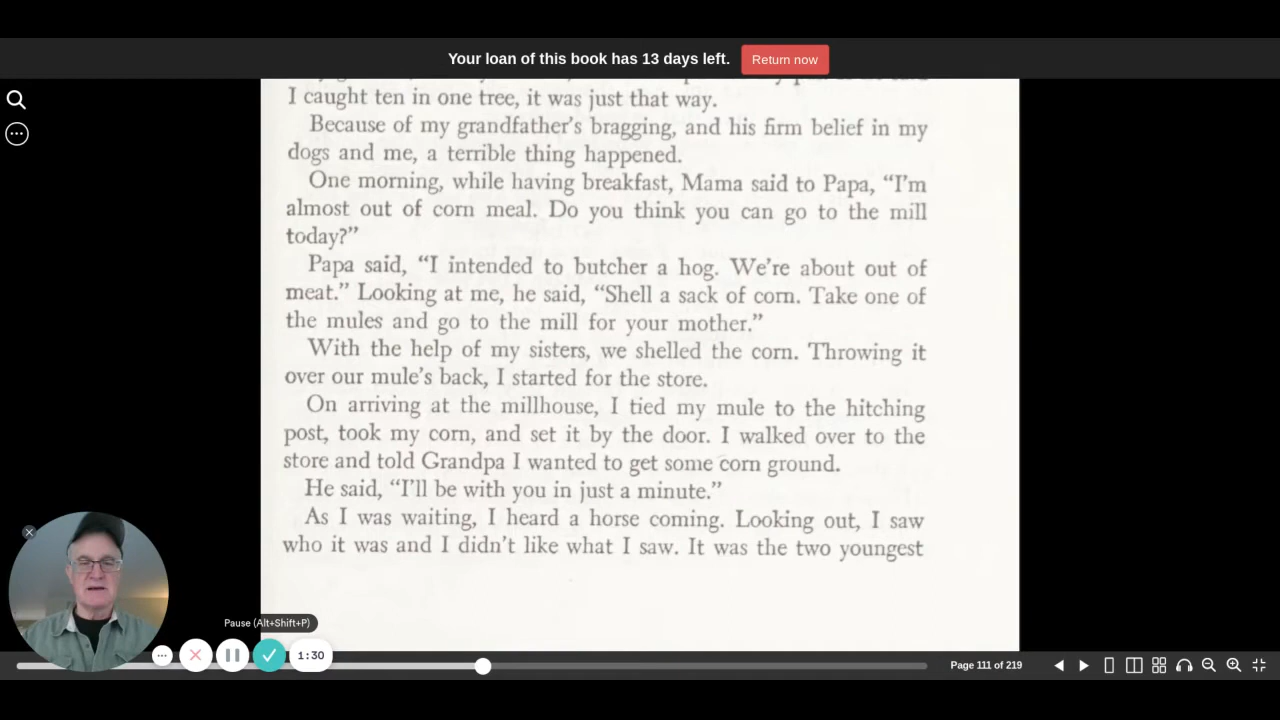 Your loan of this book has 13 days left. Return now
I caught ten in one tree, it was just that way.
Because of my grandfather's bragging, and his firm belief in my
dogs and me, a terrible thing happened.
One morning, while having breakfast, Mama said to Papa, "I'm
almost out of corn meal. Do you think you can go to the mill
today?"
Papa said, "I intended to butcher a hog. We're about out of
meat." Looking at me, he said, "Shell a sack of corn. Take one of
the mules and go to the mill for your mother."
With the help of my sisters, we shelled the corn. Throwing it
over our mule's back, I started for the store.
On arriving at the millhouse, I tied my mule to the hitching
post, took my corn, and set it by the door. I walked over to the
store and told Grandpa I wanted to get some corn ground.
He said, "I'll be with you in just a minute."
As I was waiting, I heard a horse coming. Looking out, I saw
who it was and I didn't like what I saw. It was the two youngest
Pause (Alt+Shift+P)
1:30
Page 111 of 219